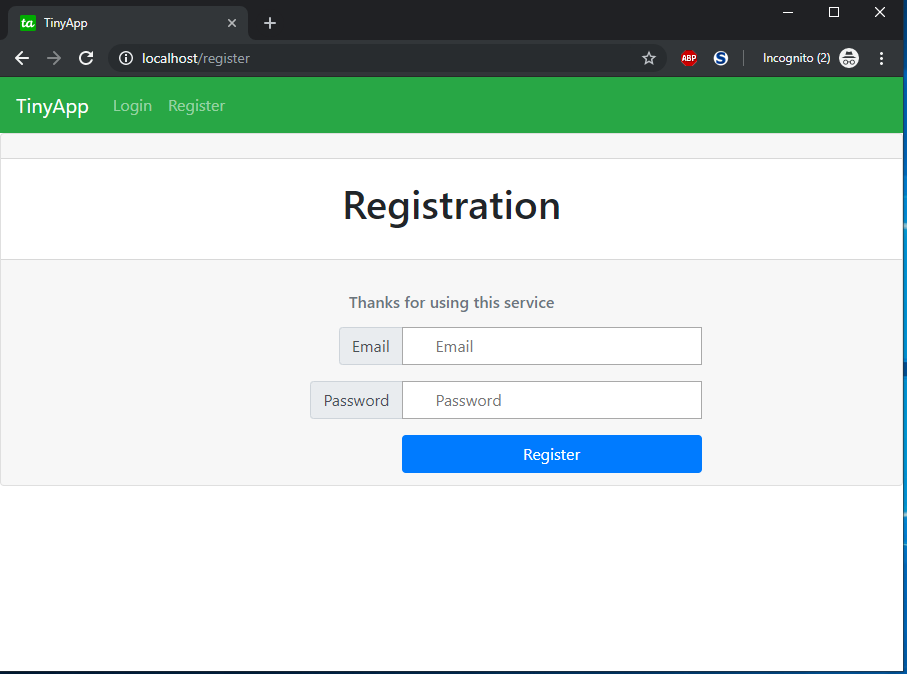 ta TinyApp
localhost/register
ABP
S
Incognito (2)
TinyApp Login Register
Registration
Thanks for using this service
Email Email
Password Password
Register